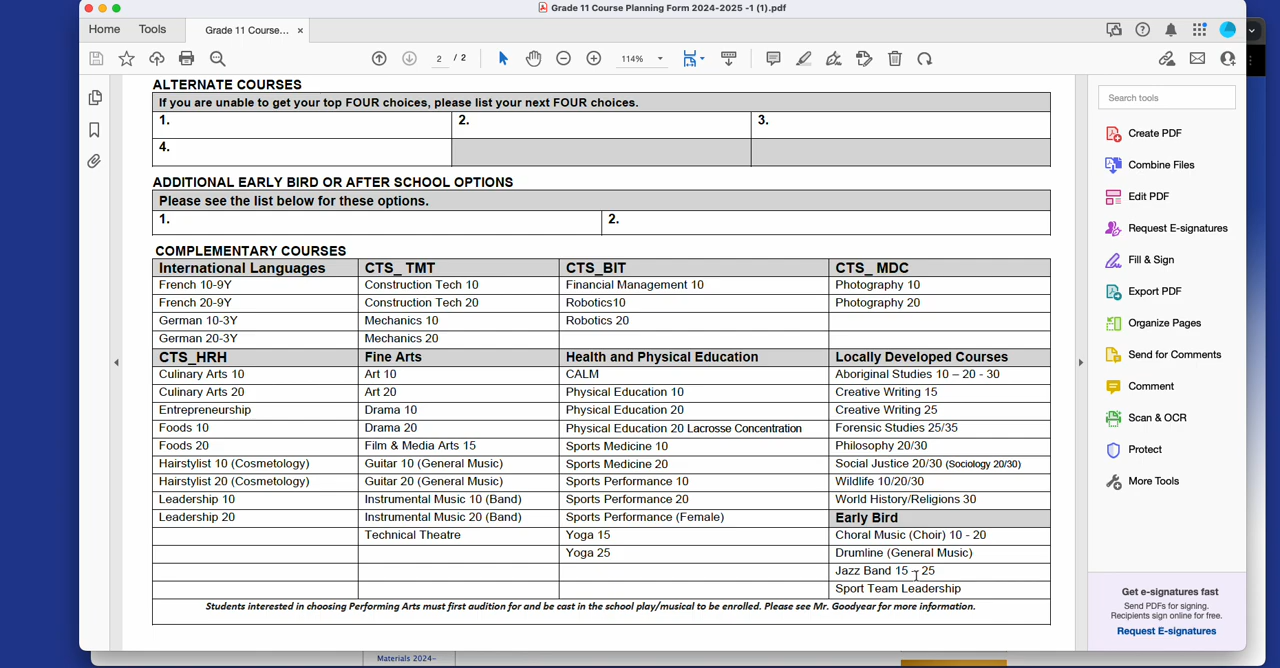 Grade 11 Course Planning Form 2024-2025 -1 (1).pdf
Home Tools Grade 11 Course... ×
2 / 2 114%
ALTERNATE COURSES
If you are unable to get your top FOUR choices, please list your next FOUR choices.
1. 2. 3.
4.
ADDITIONAL EARLY BIRD OR AFTER SCHOOL OPTIONS
Please see the list below for these options.
1. 2.
COMPLEMENTARY COURSES
International Languages CTS_ TMT CTS_BIT CTS_ MDC
French 10-9Y Construction Tech 10 Financial Management 10 Photography 10
French 20-9Y Construction Tech 20 Robotics10 Photography 20
German 10-3Y Mechanics 10 Robotics 20
German 20-3Y Mechanics 20
CTS_HRH Fine Arts Health and Physical Education Locally Developed Courses
Culinary Arts 10 Art 10 CALM Aboriginal Studies 10 – 20 - 30
Culinary Arts 20 Art 20 Physical Education 10 Creative Writing 15
Entrepreneurship Drama 10 Physical Education 20 Creative Writing 25
Foods 10 Drama 20 Physical Education 20 Lacrosse Concentration Forensic Studies 25/35
Foods 20 Film & Media Arts 15 Sports Medicine 10 Philosophy 20/30
Hairstylist 10 (Cosmetology) Guitar 10 (General Music) Sports Medicine 20 Social Justice 20/30 (Sociology 20/30)
Hairstylist 20 (Cosmetology) Guitar 20 (General Music) Sports Performance 10 Wildlife 10/20/30
Leadership 10 Instrumental Music 10 (Band) Sports Performance 20 World History/Religions 30
Leadership 20 Instrumental Music 20 (Band) Sports Performance (Female) Early Bird
Technical Theatre Yoga 15 Choral Music (Choir) 10 - 20
Yoga 25 Drumline (General Music)
Jazz Band 15 – 25
Sport Team Leadership
Students interested in choosing Performing Arts must first audition for and be cast in the school play/musical to be enrolled. Please see Mr. Goodyear for more information.
Search tools
Create PDF
Combine Files
Edit PDF
Request E-signatures
Fill & Sign
Export PDF
Organize Pages
Send for Comments
Comment
Scan & OCR
Protect
More Tools
Get e-signatures fast
Send PDFs for signing.
Recipients sign online for free.
Request E-signatures
Materials 2024–